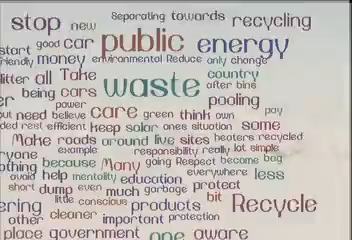 stop new Separating towards recycling
start good car public energy
friendly money environmental Reduce only change
litter all Take waste country
being cars after bins
power pooling
but need believe care green think own pay
ded rest efficient keep solar ones situation same
Make roads around live sites heaters recycled
ryone example responsibility really lot simple
othing because Many going Respect become bag
avoid help mentality education everywhere less
short dump even much garbage protect
ering little conscious products bit Recycle
other cleaner important protection
place government one aware